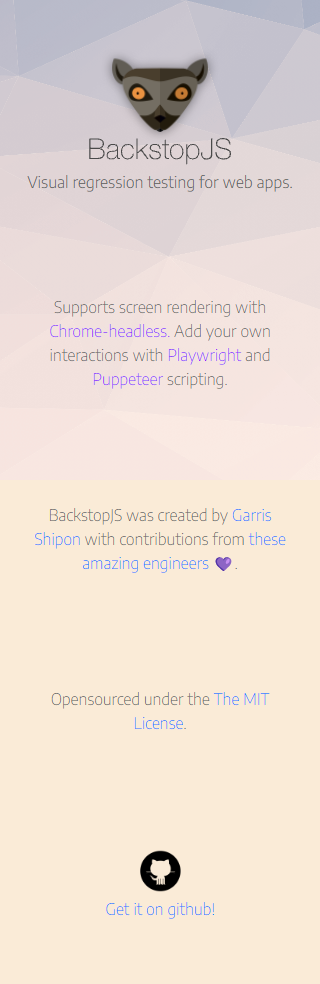 BackstopJS
Visual regression testing for web apps.
Supports screen rendering with
Chrome-headless. Add your own
interactions with Playwright and
Puppeteer scripting.
BackstopJS was created by Garris
Shipon with contributions from these
amazing engineers 💜.
Opensourced under the The MIT
License.
Get it on github!